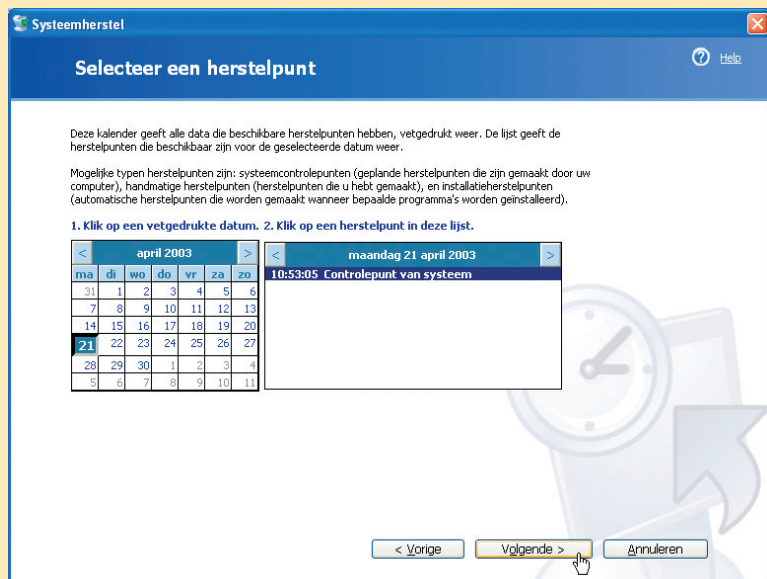 Systeemherstel
Selecteer een herstelpunt
Help
Deze kalender geeft alle data die beschikbare herstelpunten hebben, vetgedrukt weer. De lijst geeft de
herstelpunten die beschikbaar zijn voor de geselecteerde datum weer.
Mogelijke typen herstelpunten zijn: systeemcontrolepunten (geplande herstelpunten die zijn gemaakt door uw
computer), handmatige herstelpunten (herstelpunten die u hebt gemaakt), en installatieherstelpunten
(automatische herstelpunten die worden gemaakt wanneer bepaalde programma's worden geïnstalleerd).
1. Klik op een vetgedrukte datum. 2. Klik op een herstelpunt in deze lijst.
< april 2003 >
ma di wo do vr za zo
31 1 2 3 4 5 6
7 8 9 10 11 12 13
14 15 16 17 18 19 20
21 22 23 24 25 26 27
28 29 30 1 2 3 4
5 6 7 8 9 10 11
< maandag 21 april 2003 >
10:53:05 Controlepunt van systeem
< Vorige Volgende > Annuleren